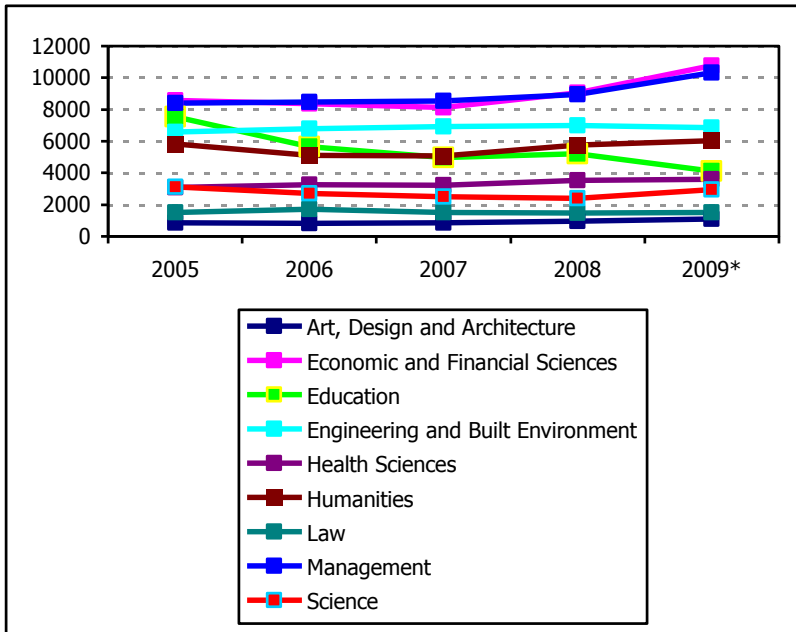 12000
10000
8000
6000
4000
2000
0
2005 2006 2007 2008 2009*
Art, Design and Architecture
Economic and Financial Sciences
Education
Engineering and Built Environment
Health Sciences
Humanities
Law
Management
Science